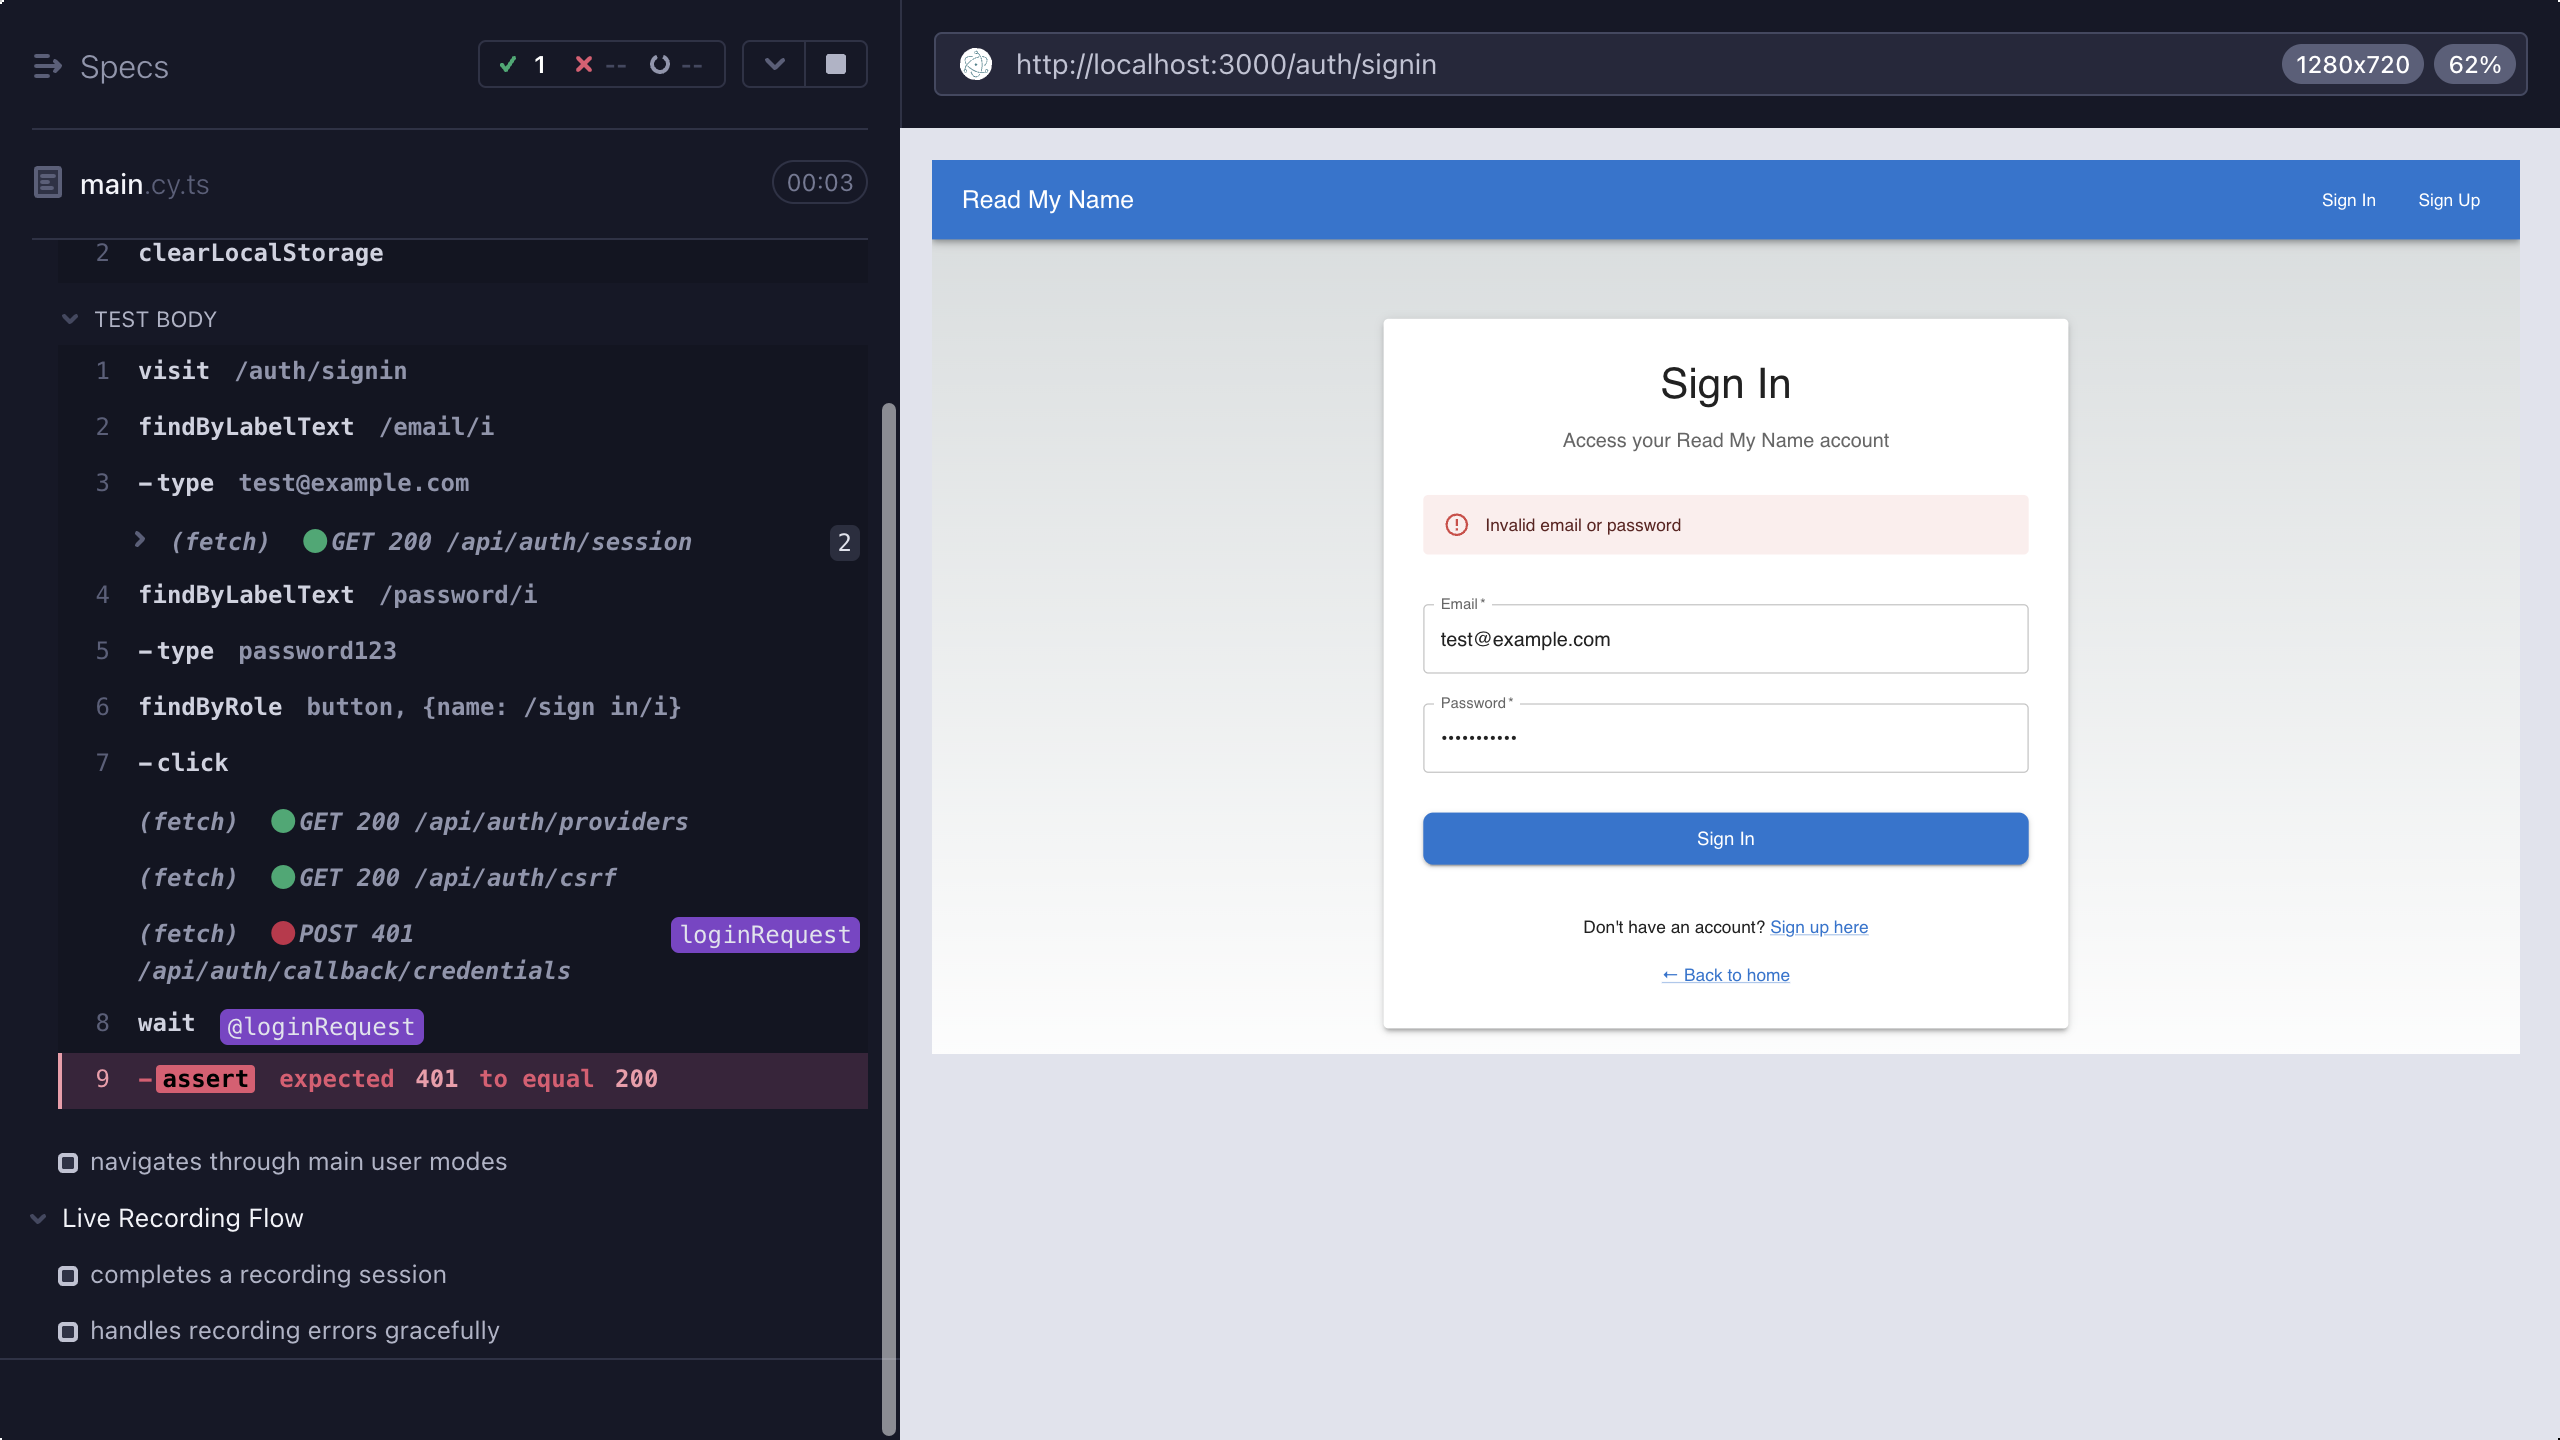 Specs
1 -- --
main.cy.ts 00:03
2 clearLocalStorage
TEST BODY
1 visit /auth/signin
2 findByLabelText /email/i
3 -type test@example.com
(fetch) GET 200 /api/auth/session 2
4 findByLabelText /password/i
5 -type password123
6 findByRole button, {name: /sign in/i}
7 -click
(fetch) GET 200 /api/auth/providers
(fetch) GET 200 /api/auth/csrf
(fetch) POST 401 loginRequest
/api/auth/callback/credentials
8 wait @loginRequest
9 -assert expected 401 to equal 200
navigates through main user modes
Live Recording Flow
completes a recording session
handles recording errors gracefully
http://localhost:3000/auth/signin 1280x720 62%
Read My Name Sign In Sign Up
Sign In
Access your Read My Name account
Invalid email or password
Email *
test@example.com
Password *
•••••••••••
Sign In
Don't have an account? Sign up here
← Back to home